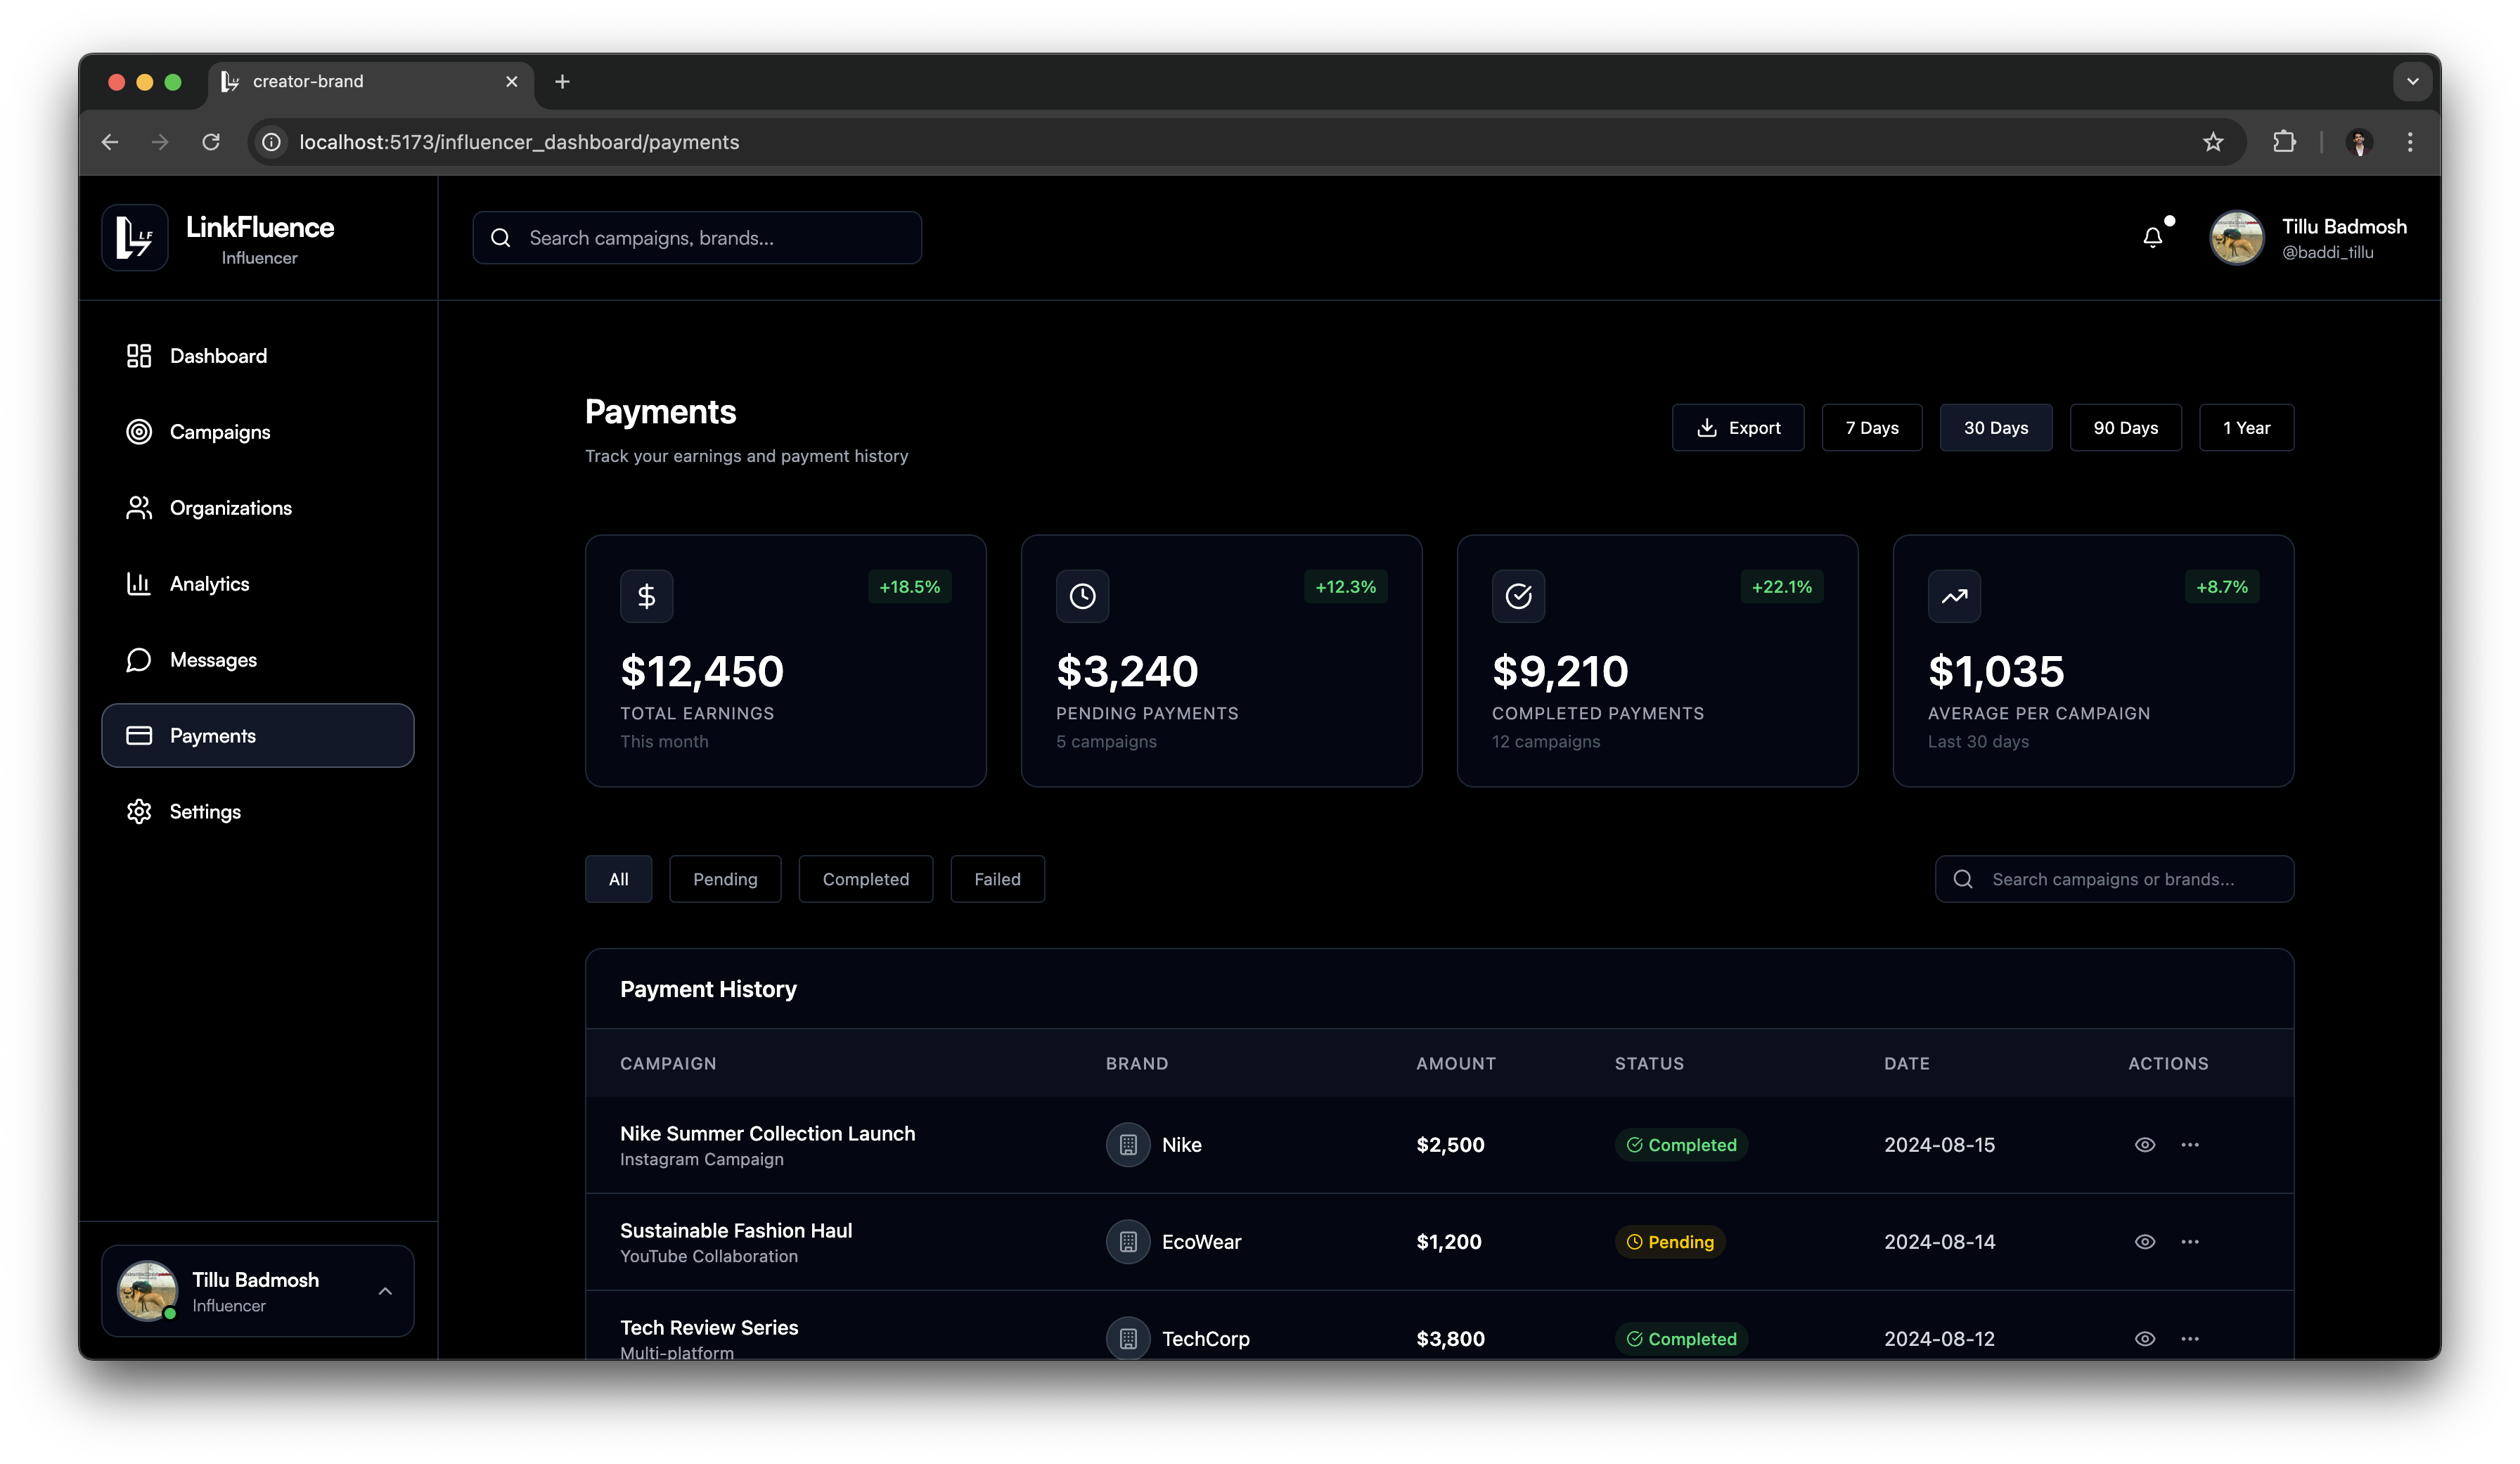 creator-brand
localhost:5173/influencer_dashboard/payments
LF
LinkFluence
Influencer
Search campaigns, brands...
Tillu Badmosh
@baddi_tillu
Dashboard
Campaigns
Organizations
Analytics
Messages
Payments
Settings
Tillu Badmosh
Influencer
Payments
Track your earnings and payment history
Export
7 Days
30 Days
90 Days
1 Year
+18.5%
$12,450
TOTAL EARNINGS
This month
+12.3%
$3,240
PENDING PAYMENTS
5 campaigns
+22.1%
$9,210
COMPLETED PAYMENTS
12 campaigns
+8.7%
$1,035
AVERAGE PER CAMPAIGN
Last 30 days
All
Pending
Completed
Failed
Search campaigns or brands...
Payment History
CAMPAIGN BRAND AMOUNT STATUS DATE ACTIONS
Nike Summer Collection Launch
Instagram Campaign
Nike $2,500 Completed 2024-08-15
Sustainable Fashion Haul
YouTube Collaboration
EcoWear $1,200 Pending 2024-08-14
Tech Review Series
Multi-platform
TechCorp $3,800 Completed 2024-08-12